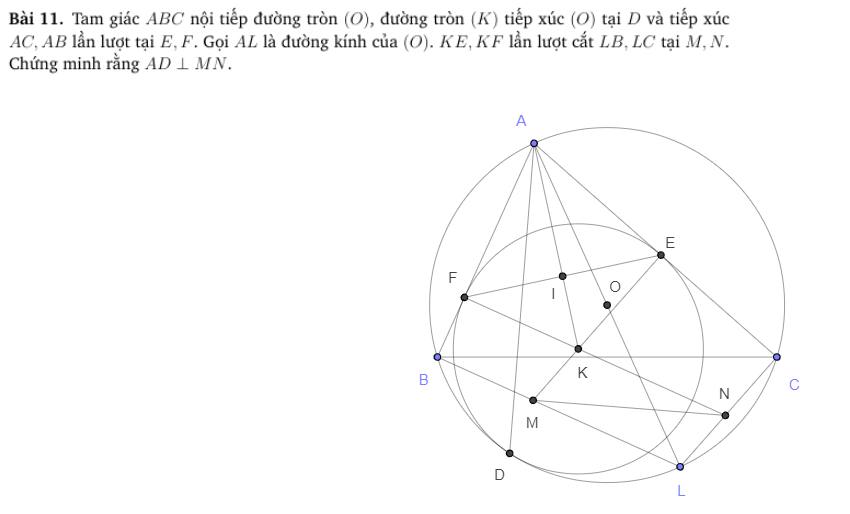 Bài 11. Tam giác ABC nội tiếp đường tròn (O), đường tròn (K) tiếp xúc (O) tại D và tiếp xúc
AC, AB lần lượt tại E, F. Gọi AL là đường kính của (O). KE, KF lần lượt cắt LB, LC tại M, N.
Chứng minh rằng AD ⊥ MN.
A
E
F
I
O
B
K
C
N
M
D
L